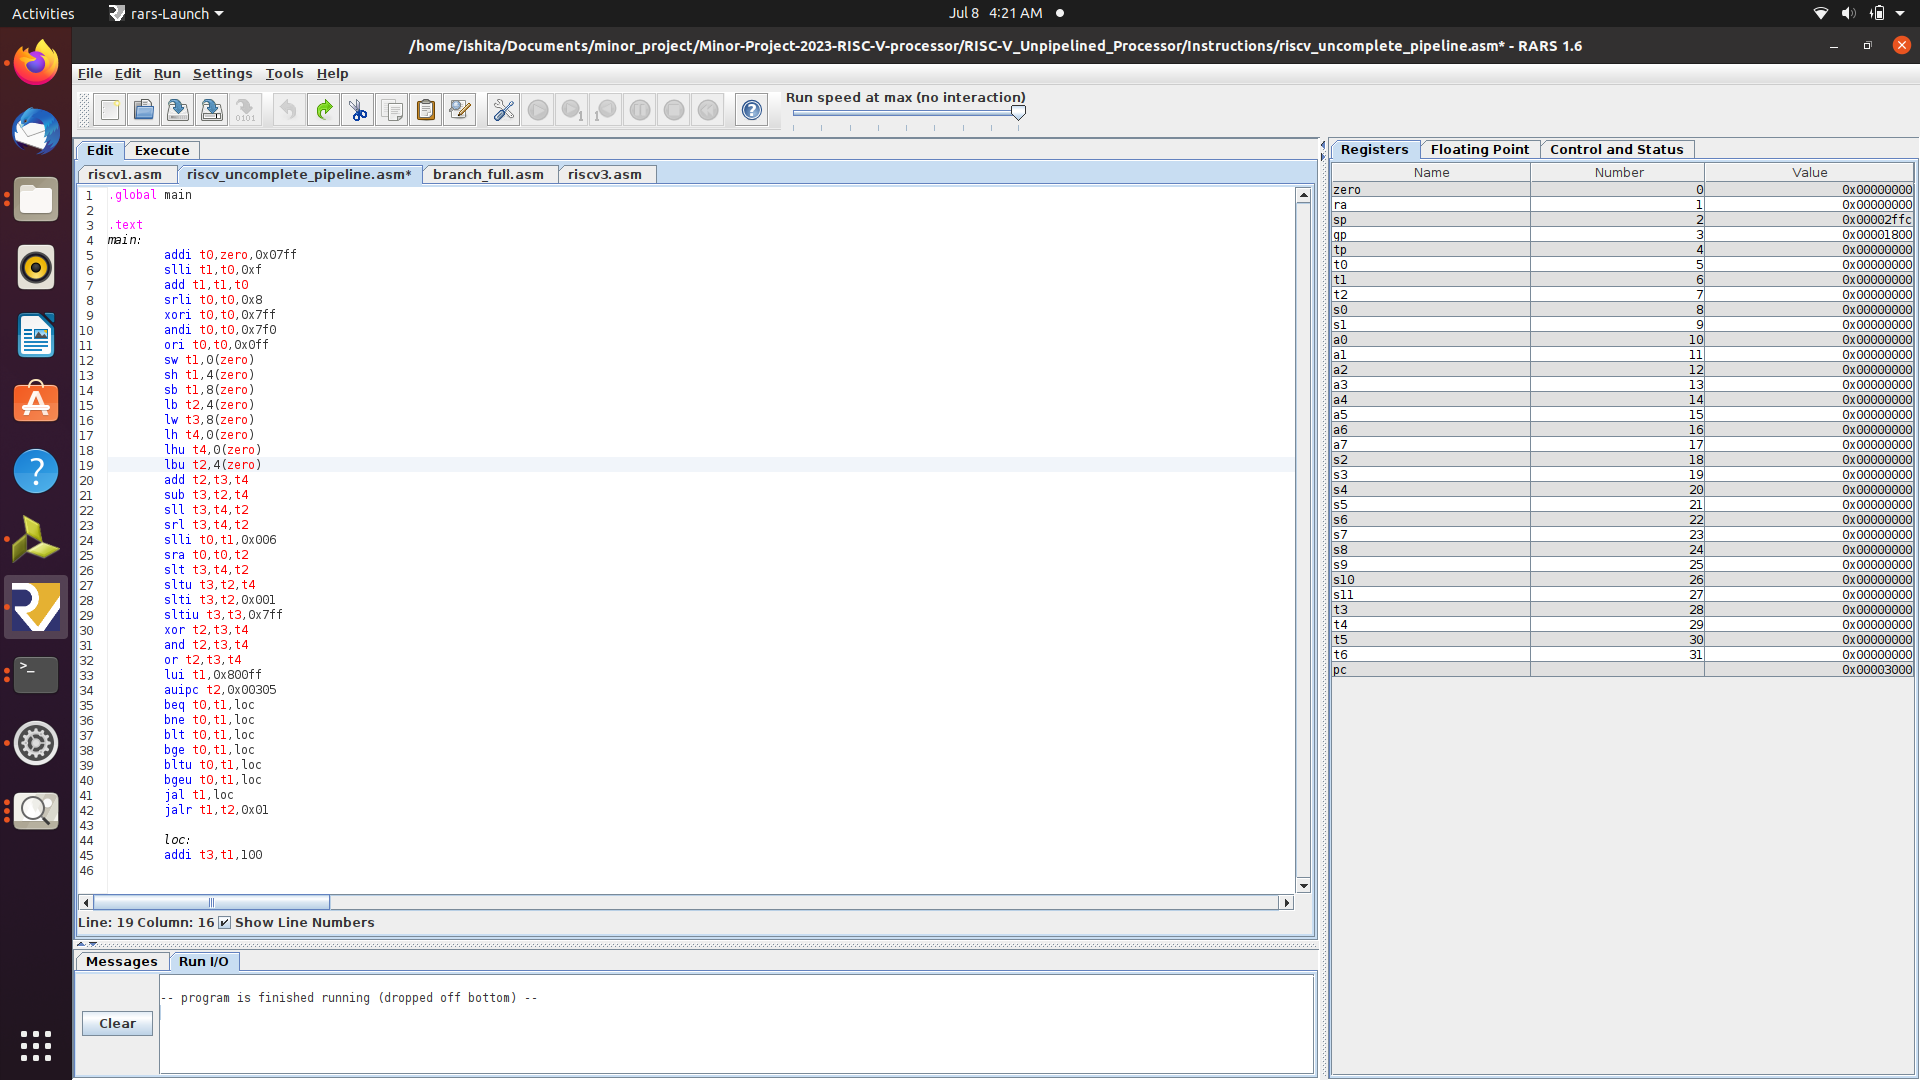 Activities
rars-Launch
Jul 8 4:21 AM
/home/ishita/Documents/minor_project/Minor-Project-2023-RISC-V-processor/RISC-V_Unpipelined_Processor/Instructions/riscv_uncomplete_pipeline.asm* - RARS 1.6
File Edit Run Settings Tools Help
Run speed at max (no interaction)
Edit Execute
riscv1.asm riscv_uncomplete_pipeline.asm* branch_full.asm riscv3.asm
1 .global main
2
3 .text
4 main:
5 addi t0,zero,0x07ff
6 slli t1,t0,0xf
7 add t1,t1,t0
8 srli t0,t0,0x8
9 xori t0,t0,0x7ff
10 andi t0,t0,0x7f0
11 ori t0,t0,0x0ff
12 sw t1,0(zero)
13 sh t1,4(zero)
14 sb t1,8(zero)
15 lb t2,4(zero)
16 lw t3,8(zero)
17 lh t4,0(zero)
18 lhu t4,0(zero)
19 lbu t2,4(zero)
20 add t2,t3,t4
21 sub t3,t2,t4
22 sll t3,t4,t2
23 srl t3,t4,t2
24 slli t0,t1,0x006
25 sra t0,t0,t2
26 slt t3,t4,t2
27 sltu t3,t2,t4
28 slti t3,t2,0x001
29 sltiu t3,t3,0x7ff
30 xor t2,t3,t4
31 and t2,t3,t4
32 or t2,t3,t4
33 lui t1,0x800ff
34 auipc t2,0x00305
35 beq t0,t1,loc
36 bne t0,t1,loc
37 blt t0,t1,loc
38 bge t0,t1,loc
39 bltu t0,t1,loc
40 bgeu t0,t1,loc
41 jal t1,loc
42 jalr t1,t2,0x01
43
44 loc:
45 addi t3,t1,100
46
Line: 19 Column: 16 Show Line Numbers
Messages Run I/O
-- program is finished running (dropped off bottom) --
Clear
Registers Floating Point Control and Status
Name Number Value
zero 0 0x00000000
ra 1 0x00000000
sp 2 0x00002ffc
gp 3 0x00001800
tp 4 0x00000000
t0 5 0x00000000
t1 6 0x00000000
t2 7 0x00000000
s0 8 0x00000000
s1 9 0x00000000
a0 10 0x00000000
a1 11 0x00000000
a2 12 0x00000000
a3 13 0x00000000
a4 14 0x00000000
a5 15 0x00000000
a6 16 0x00000000
a7 17 0x00000000
s2 18 0x00000000
s3 19 0x00000000
s4 20 0x00000000
s5 21 0x00000000
s6 22 0x00000000
s7 23 0x00000000
s8 24 0x00000000
s9 25 0x00000000
s10 26 0x00000000
s11 27 0x00000000
t3 28 0x00000000
t4 29 0x00000000
t5 30 0x00000000
t6 31 0x00000000
pc 0x00003000